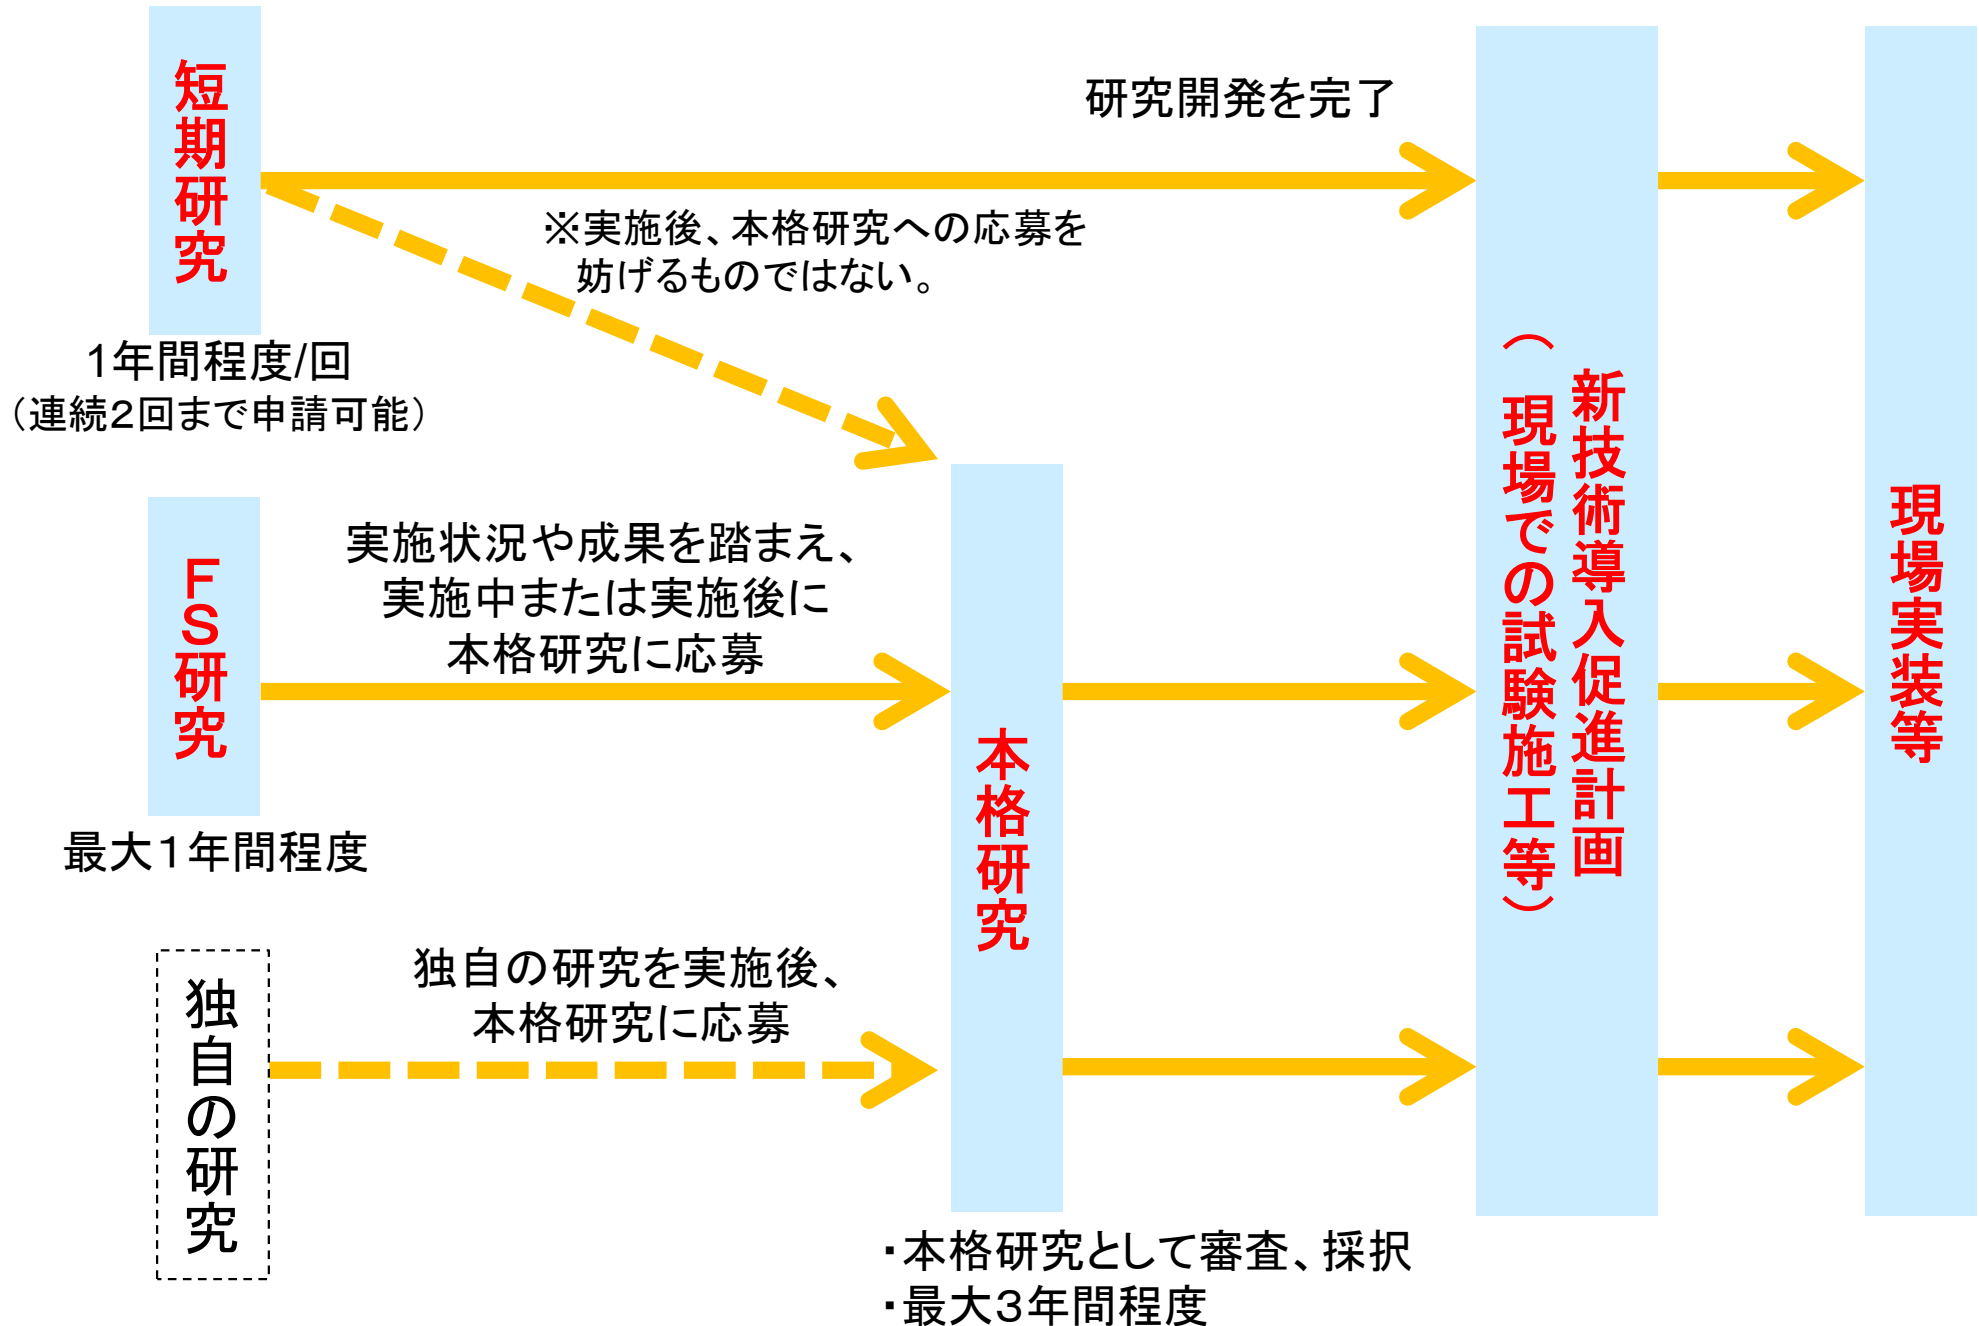 短期研究
研究開発を完了
※実施後、本格研究への応募を
妨げるものではない。
1年間程度/回
（連続２回まで申請可能）
ＦＳ研究
実施状況や成果を踏まえ、
実施中または実施後に
本格研究に応募
最大１年間程度
独自の研究
独自の研究を実施後、
本格研究に応募
本格研究
・本格研究として審査、採択
・最大３年間程度
新技術導入促進計画
（現場での試験施工等）
現場実装等